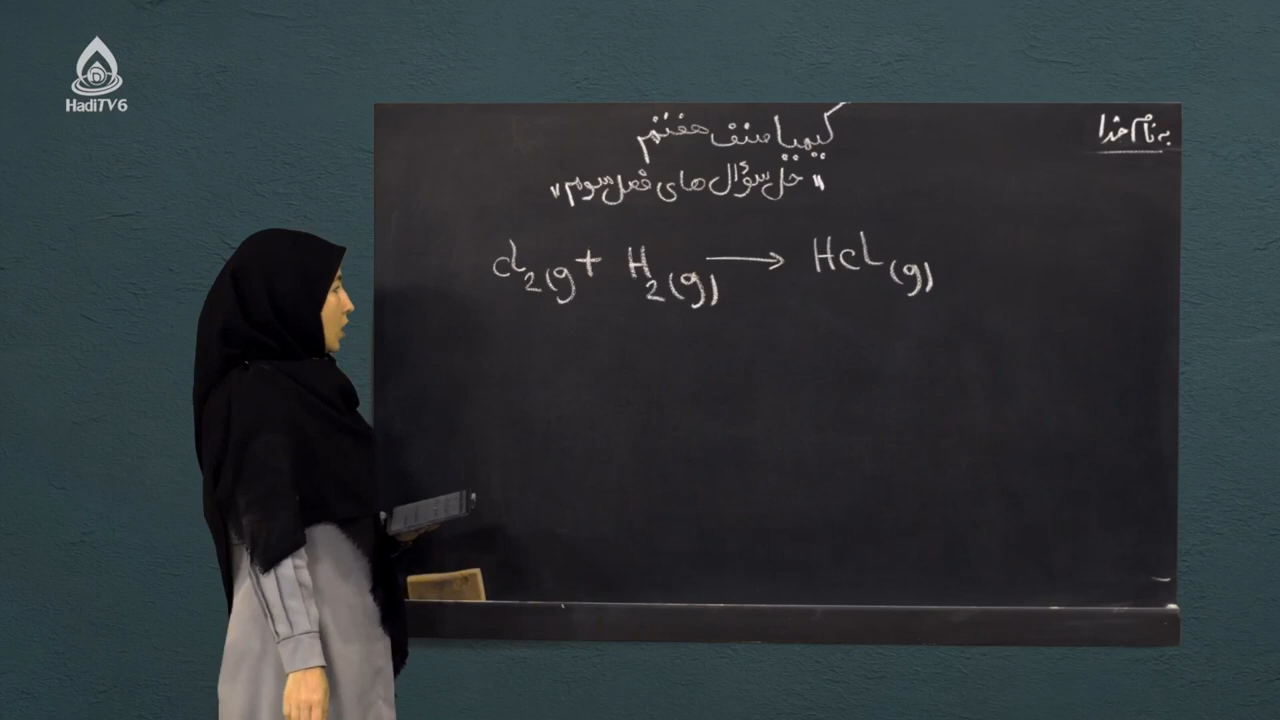 HadiTV6
به نام خدا
کیمیا صنف هفتم
"حل سؤال های فصل سوم"
Cl₂(g + H₂(g) ⟶ HCl(g)